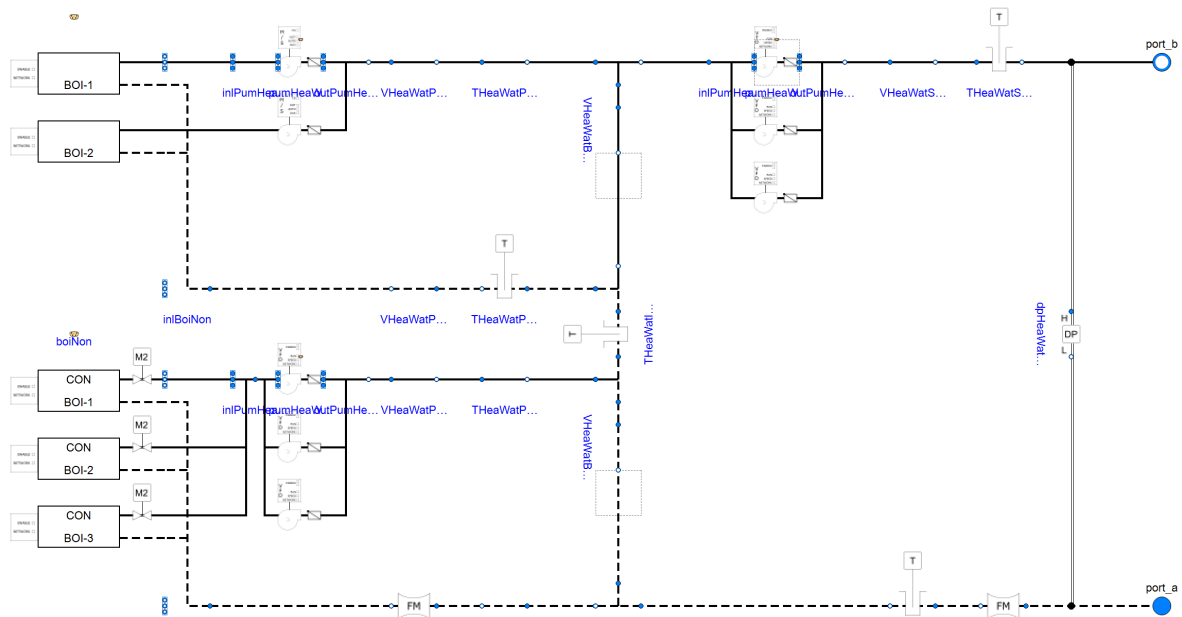 T
port_b
BOI-1
inlPumHea
pumHeaW
OutPumHe...
VHeaWatP...
THeaWatP...
VHeaWatB...
inlPumHea
pumHeaW
OutPumHe...
VHeaWatS...
THeaWatS...
BOI-2
T
inlBoiNon
VHeaWatP...
THeaWatP...
THeaWatI...
T
dpHeaWat...
H
DP
L
boiNon
M2
CON
BOI-1
inlPumHea
pumHeaW
OutPumHe...
VHeaWatP...
THeaWatP...
VHeaWatB...
M2
CON
BOI-2
M2
CON
BOI-3
T
port_a
FM
FM